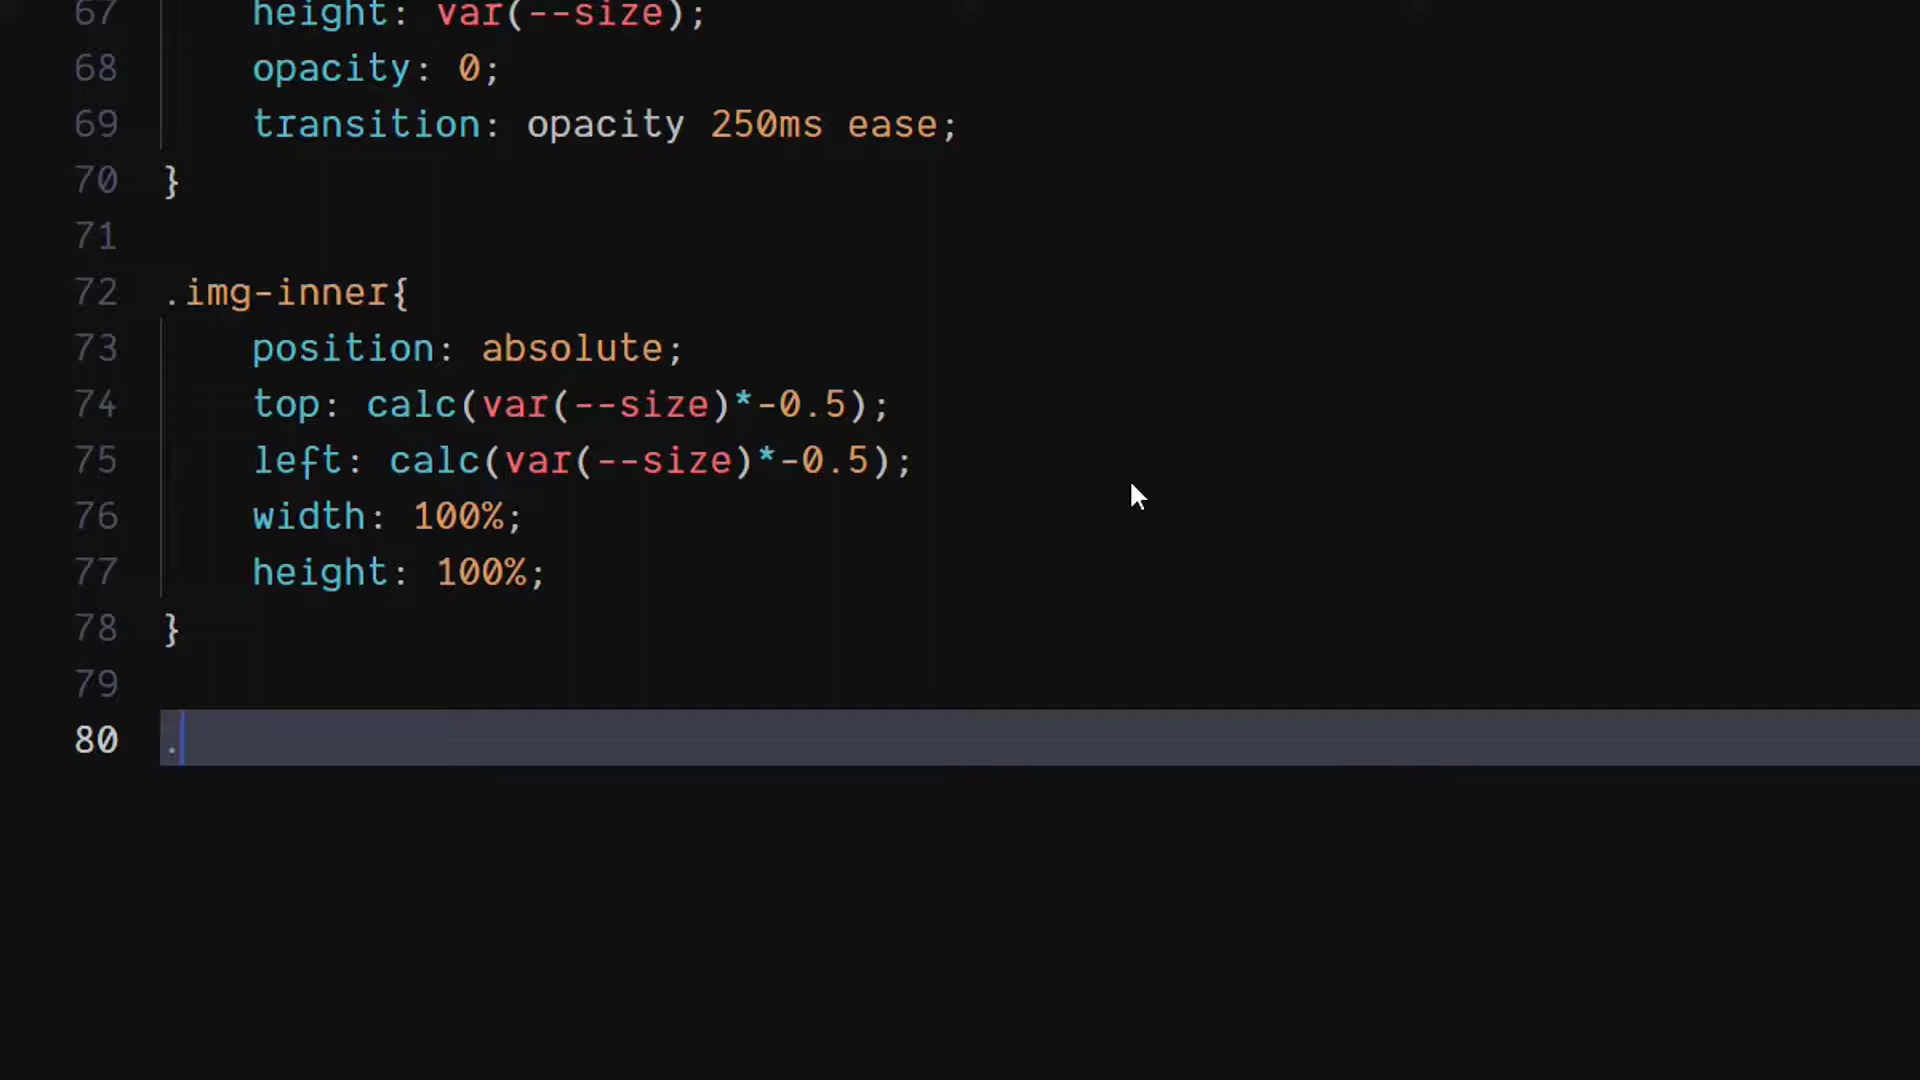 67 height: var(--size);
68 opacity: 0;
69 transition: opacity 250ms ease;
70 }
71
72 .img-inner{
73 position: absolute;
74 top: calc(var(--size)*-0.5);
75 left: calc(var(--size)*-0.5);
76 width: 100%;
77 height: 100%;
78 }
79
80 .